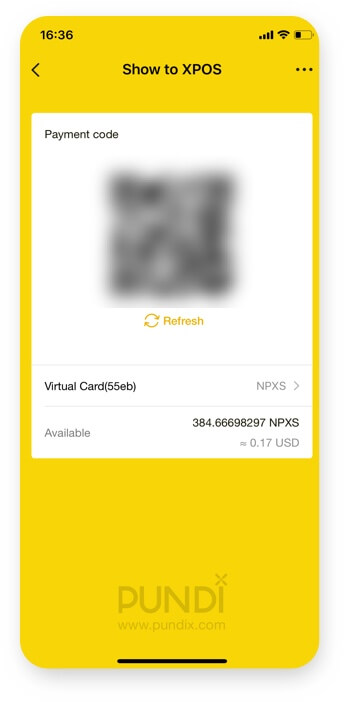 16:36
Show to XPOS
Payment code
Refresh
Virtual Card(55eb) NPXS
Available 384.66698297 NPXS
≈ 0.17 USD
PUNDI X
www.pundix.com